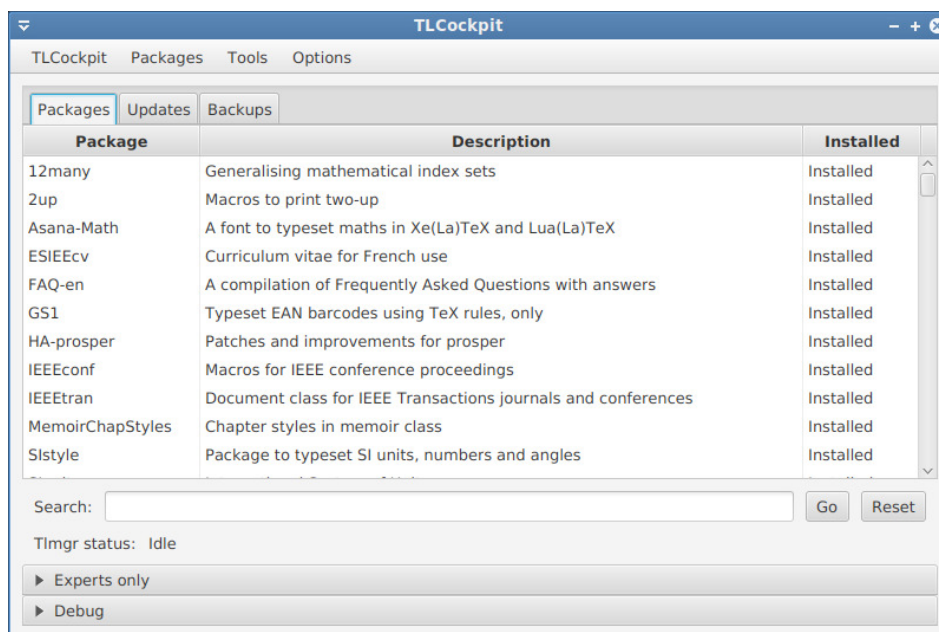 TLCockpit
TLCockpit Packages Tools Options
Packages Updates Backups
Package Description Installed
12many Generalising mathematical index sets Installed
2up Macros to print two-up Installed
Asana-Math A font to typeset maths in Xe(La)TeX and Lua(La)TeX Installed
ESIEEcv Curriculum vitae for French use Installed
FAQ-en A compilation of Frequently Asked Questions with answers Installed
GS1 Typeset EAN barcodes using TeX rules, only Installed
HA-prosper Patches and improvements for prosper Installed
IEEEconf Macros for IEEE conference proceedings Installed
IEEEtran Document class for IEEE Transactions journals and conferences Installed
MemoirChapStyles Chapter styles in memoir class Installed
SIstyle Package to typeset SI units, numbers and angles Installed
Search: Go Reset
Tlmgr status: Idle
Experts only
Debug